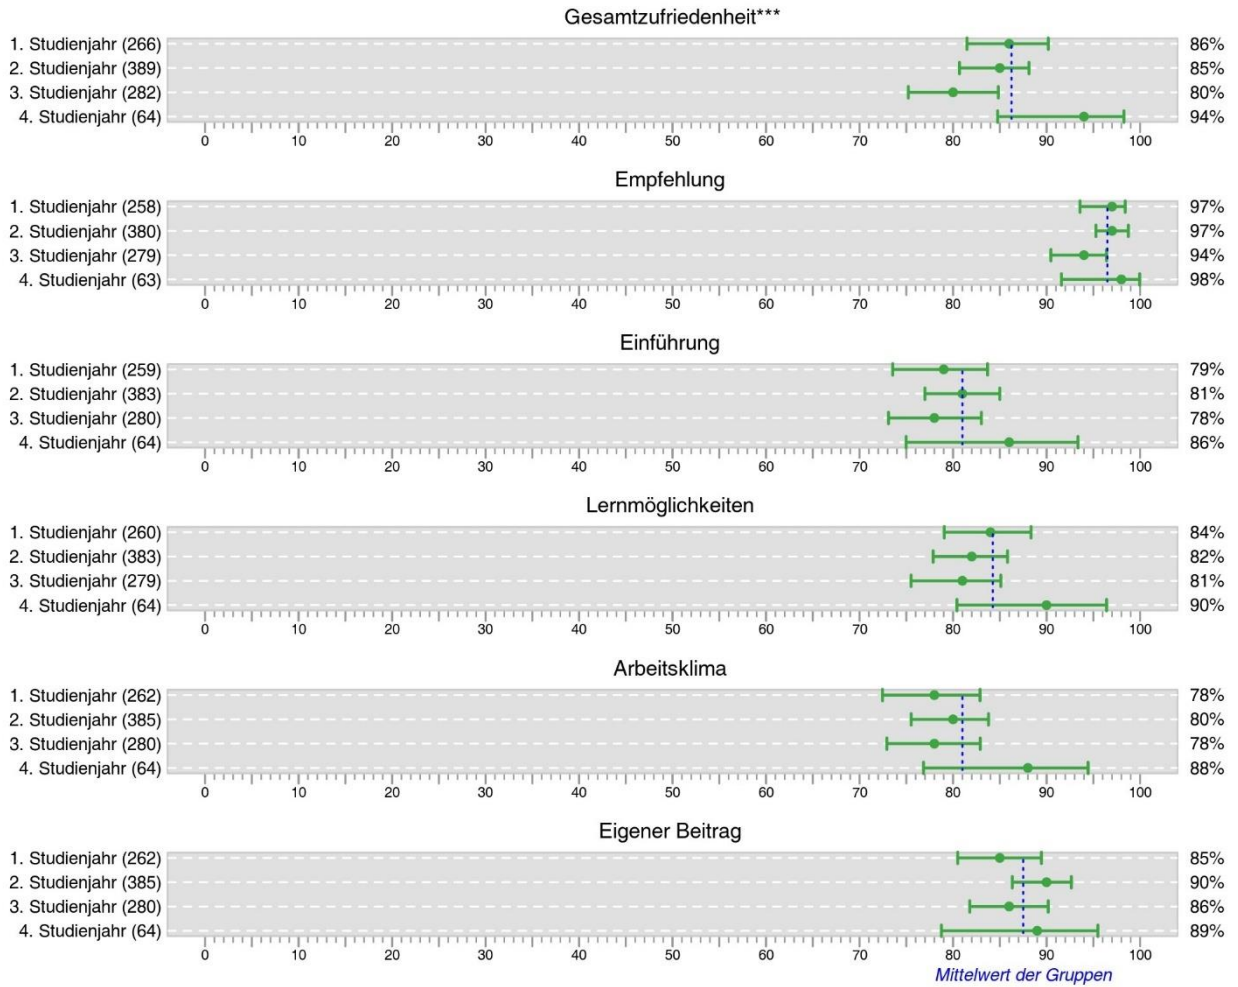 Gesamtzufriedenheit***
1. Studienjahr (266) 86%
2. Studienjahr (389) 85%
3. Studienjahr (282) 80%
4. Studienjahr (64) 94%
0 10 20 30 40 50 60 70 80 90 100
Empfehlung
1. Studienjahr (258) 97%
2. Studienjahr (380) 97%
3. Studienjahr (279) 94%
4. Studienjahr (63) 98%
0 10 20 30 40 50 60 70 80 90 100
Einführung
1. Studienjahr (259) 79%
2. Studienjahr (383) 81%
3. Studienjahr (280) 78%
4. Studienjahr (64) 86%
0 10 20 30 40 50 60 70 80 90 100
Lernmöglichkeiten
1. Studienjahr (260) 84%
2. Studienjahr (383) 82%
3. Studienjahr (279) 81%
4. Studienjahr (64) 90%
0 10 20 30 40 50 60 70 80 90 100
Arbeitsklima
1. Studienjahr (262) 78%
2. Studienjahr (385) 80%
3. Studienjahr (280) 78%
4. Studienjahr (64) 88%
0 10 20 30 40 50 60 70 80 90 100
Eigener Beitrag
1. Studienjahr (262) 85%
2. Studienjahr (385) 90%
3. Studienjahr (280) 86%
4. Studienjahr (64) 89%
0 10 20 30 40 50 60 70 80 90 100
Mittelwert der Gruppen